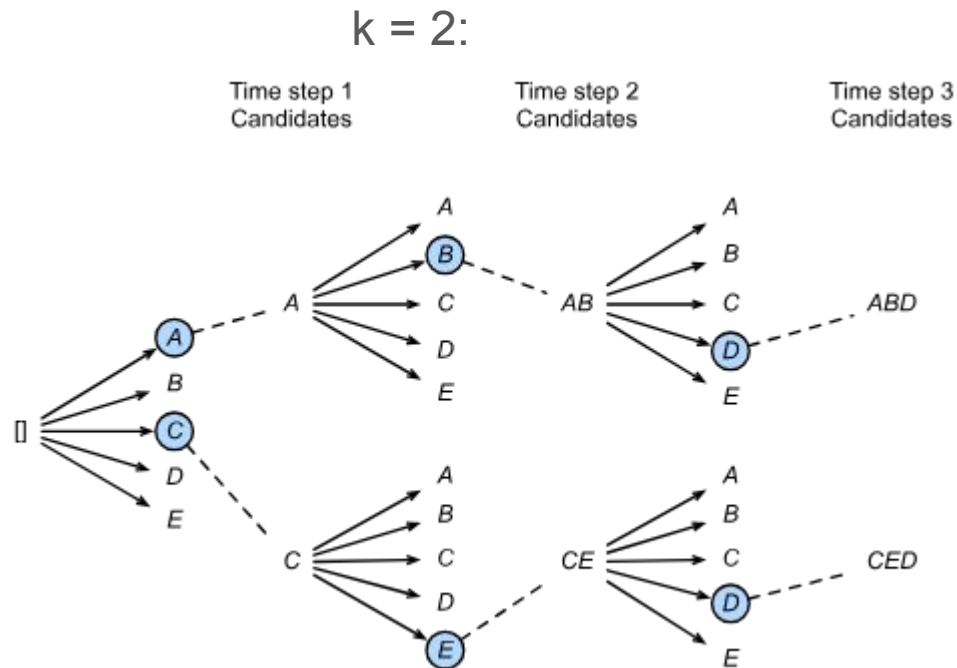 k = 2:
Time step 1
Candidates
Time step 2
Candidates
Time step 3
Candidates
[]
A
B
C
D
E
A
A
B
C
D
E
C
A
B
C
D
E
AB
A
B
C
D
E
CE
A
B
C
D
E
ABD
CED